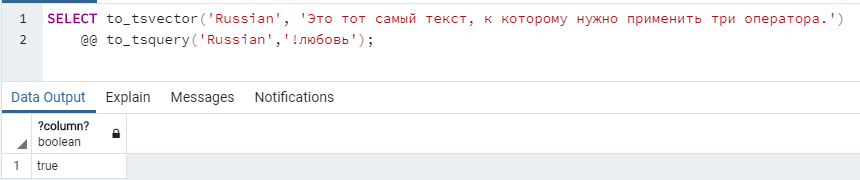 1 SELECT to_tsvector('Russian', 'Это тот самый текст, к которому нужно применить три оператора.')
2 @@ to_tsquery('Russian','!любовь');
Data Output Explain Messages Notifications
?column?
boolean
1 true